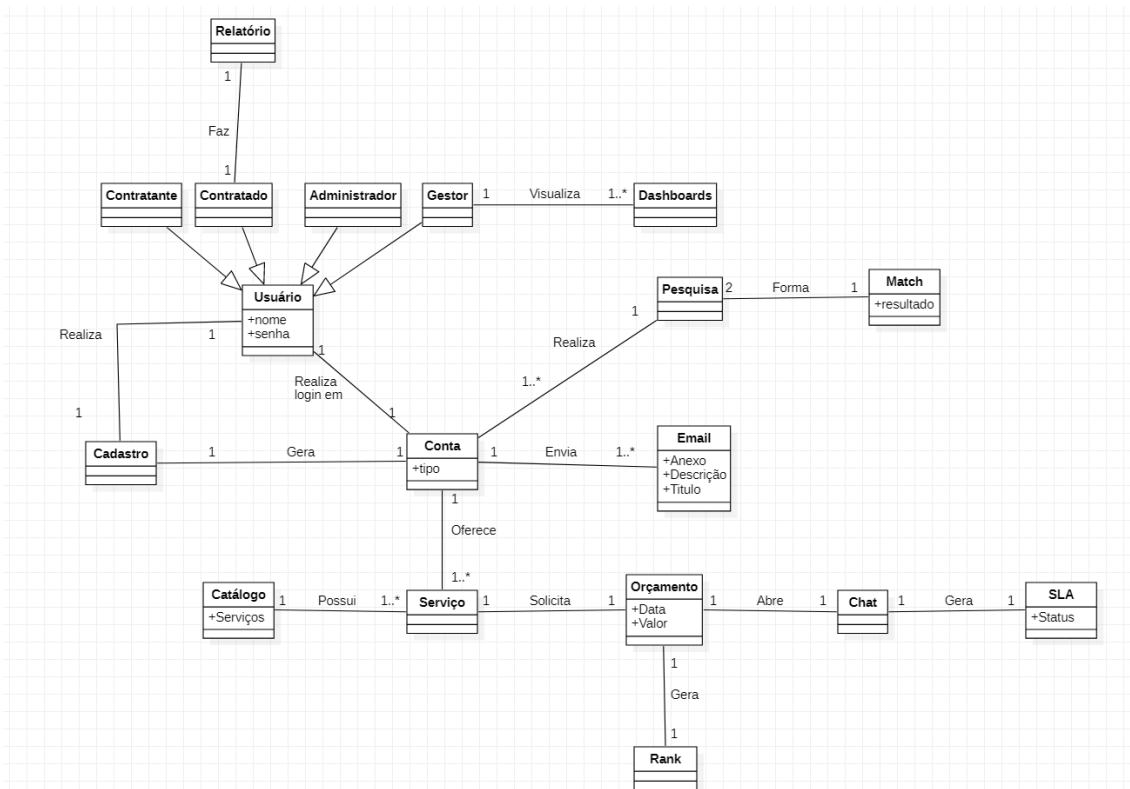 Relatório
1
Faz
1
Contratante
Contratado
Administrador
Gestor
1
Visualiza
1..*
Dashboards
Usuário
+nome
+senha
Realiza
1
1
1
Realiza
login em
1
Pesquisa
2
Forma
1
Match
+resultado
1
Realiza
1..*
Cadastro
1
Gera
1
Conta
+tipo
1
Envia
1..*
Email
+Anexo
+Descrição
+Titulo
1
Oferece
1..*
Catálogo
+Serviços
1
Possui
1..*
Serviço
1
Solicita
1
Orçamento
+Data
+Valor
1
Abre
1
Chat
1
Gera
1
SLA
+Status
1
Gera
1
Rank